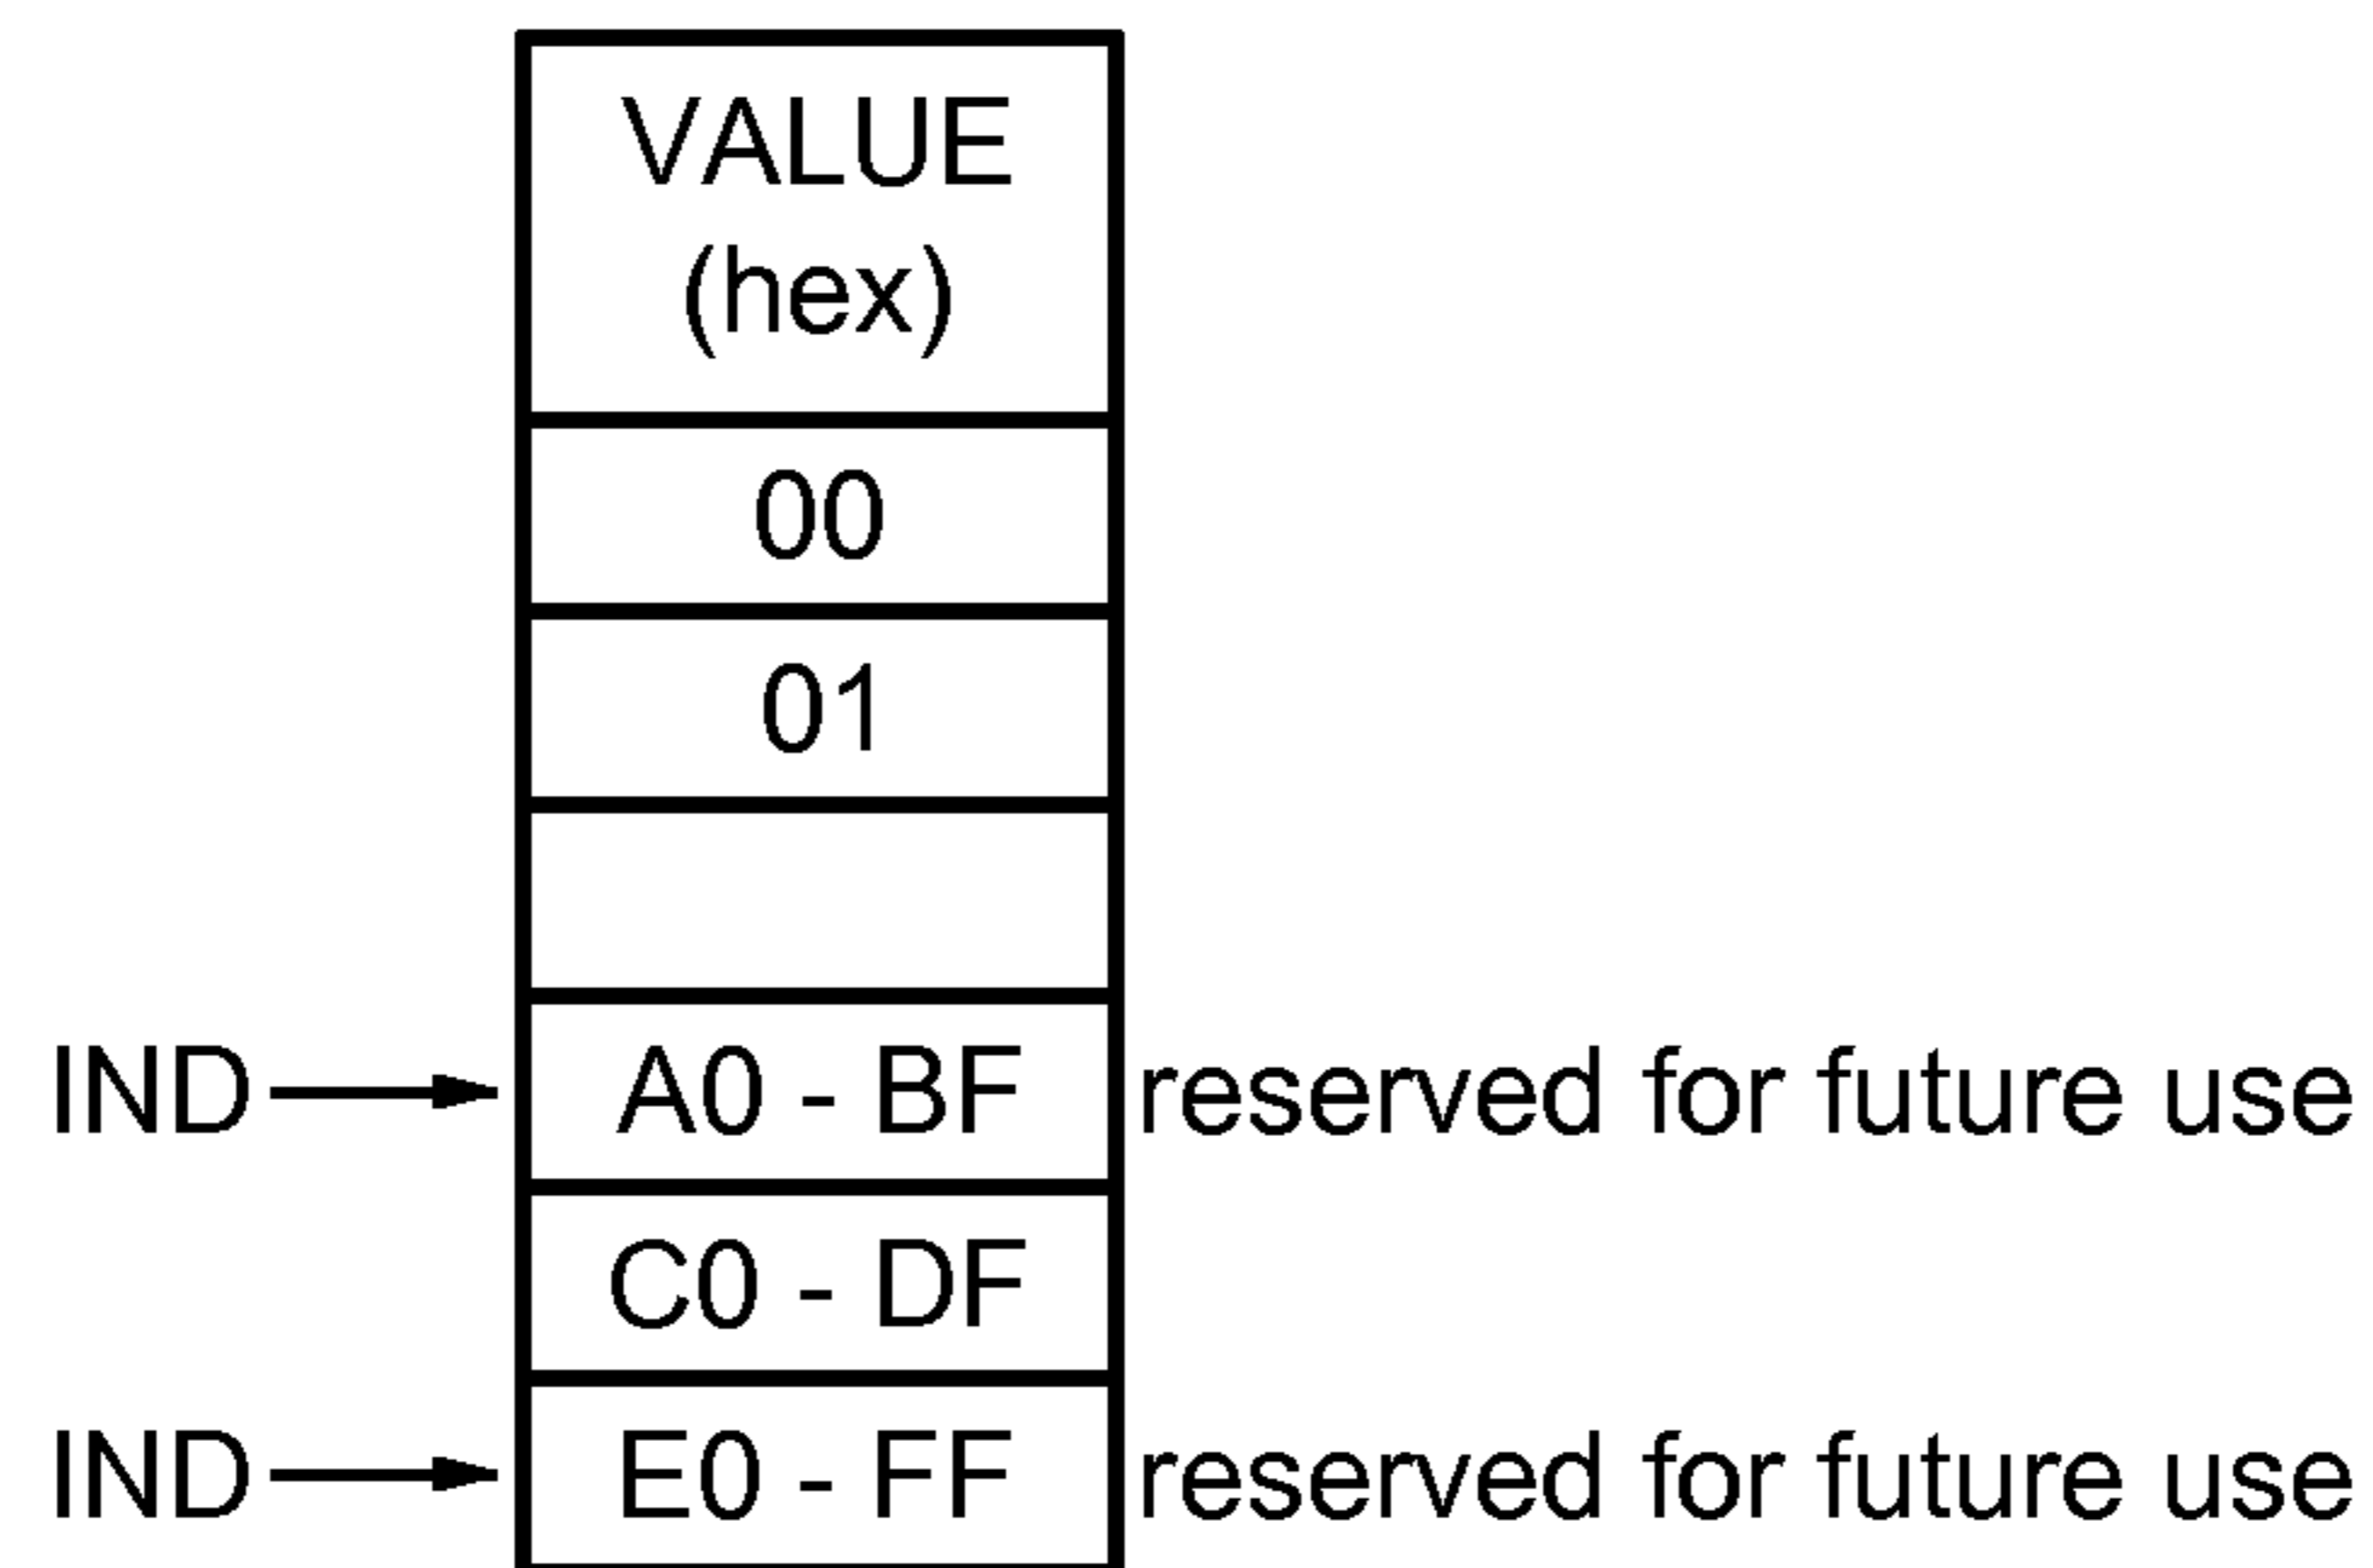 VALUE
(hex)
00
01
IND A0 - BF reserved for future use
C0 - DF
IND E0 - FF reserved for future use